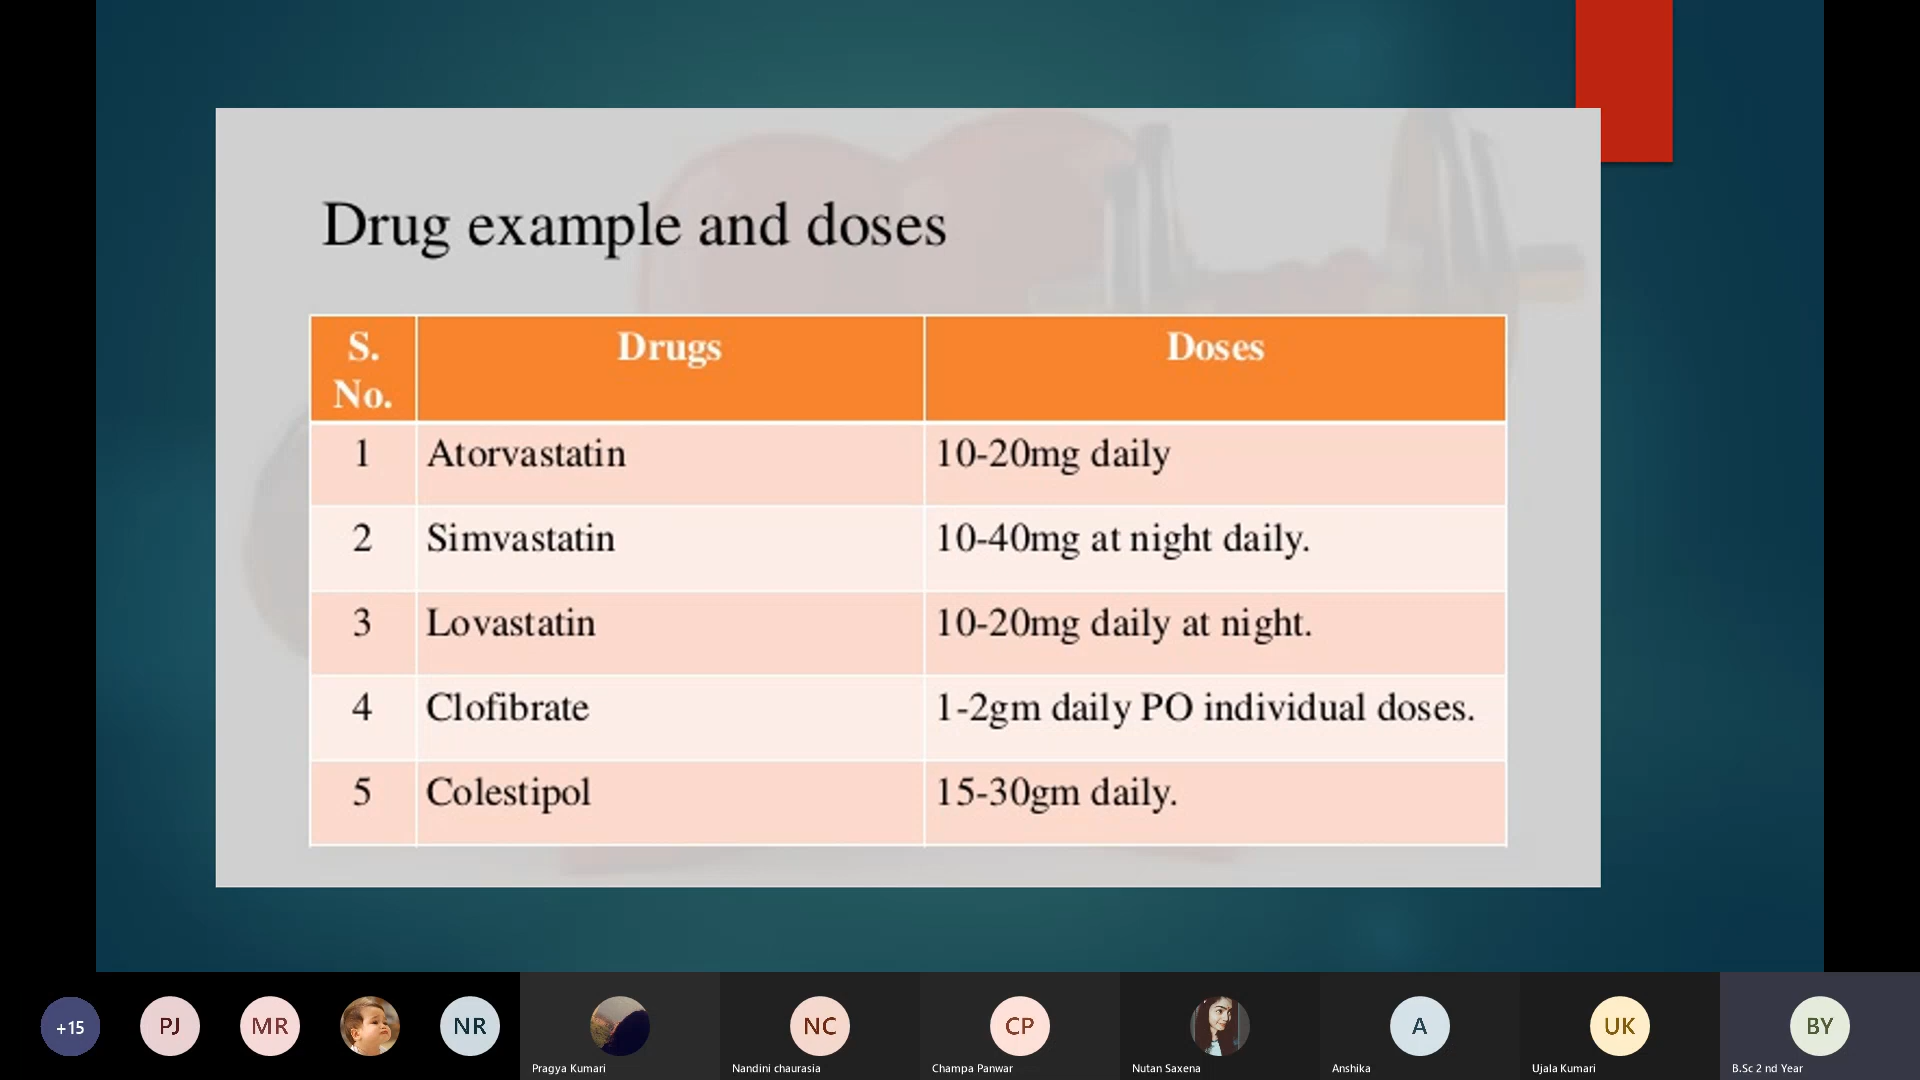 Drug example and doses
S. No. Drugs Doses
1 Atorvastatin 10-20mg daily
2 Simvastatin 10-40mg at night daily.
3 Lovastatin 10-20mg daily at night.
4 Clofibrate 1-2gm daily PO individual doses.
5 Colestipol 15-30gm daily.
+15 PJ MR NR NC CP A UK BY
Pragya Kumari Nandini chaurasia Champa Panwar Nutan Saxena Anshika Ujala Kumari B.Sc 2 nd Year